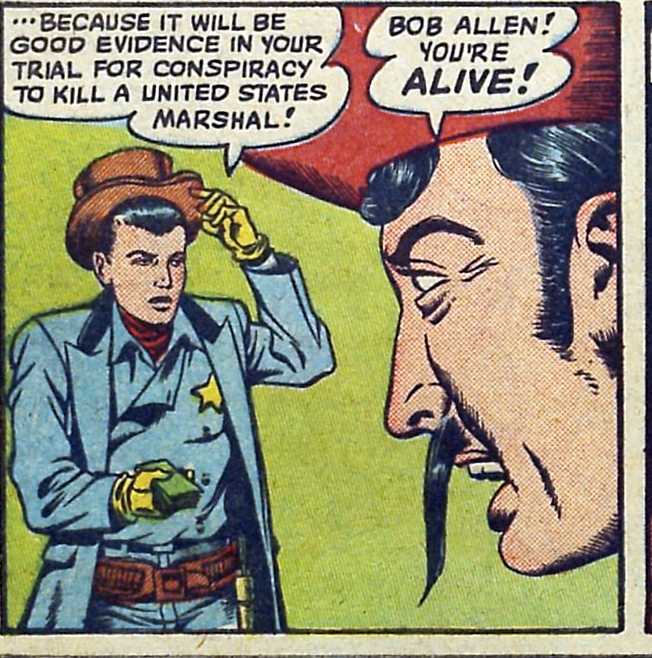 ...BECAUSE IT WILL BE
GOOD EVIDENCE IN YOUR
TRIAL FOR CONSPIRACY
TO KILL A UNITED STATES
MARSHAL!
BOB ALLEN!
YOU'RE
ALIVE!